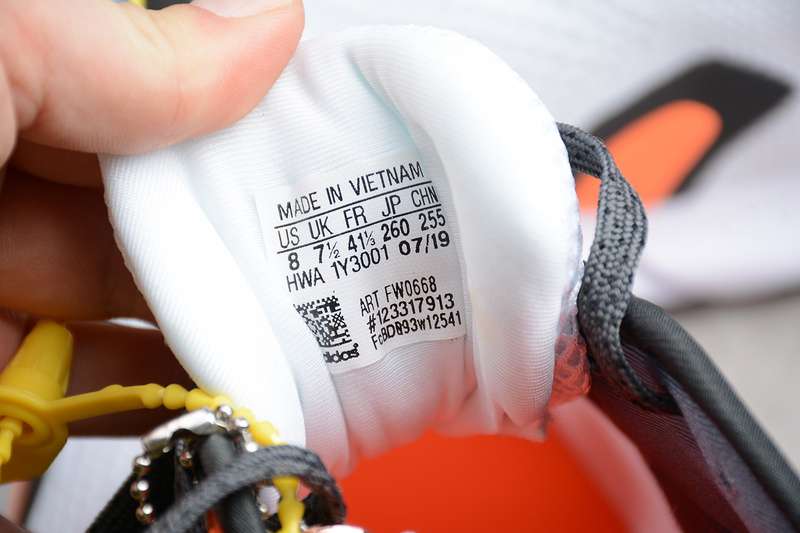 MADE IN VIETNAM
US UK FR JP CHN
8 7½ 41⅓ 260 255
HWA 1Y3001 07/19
ART FW0668
#123317913
FcBD893w12541
adidas